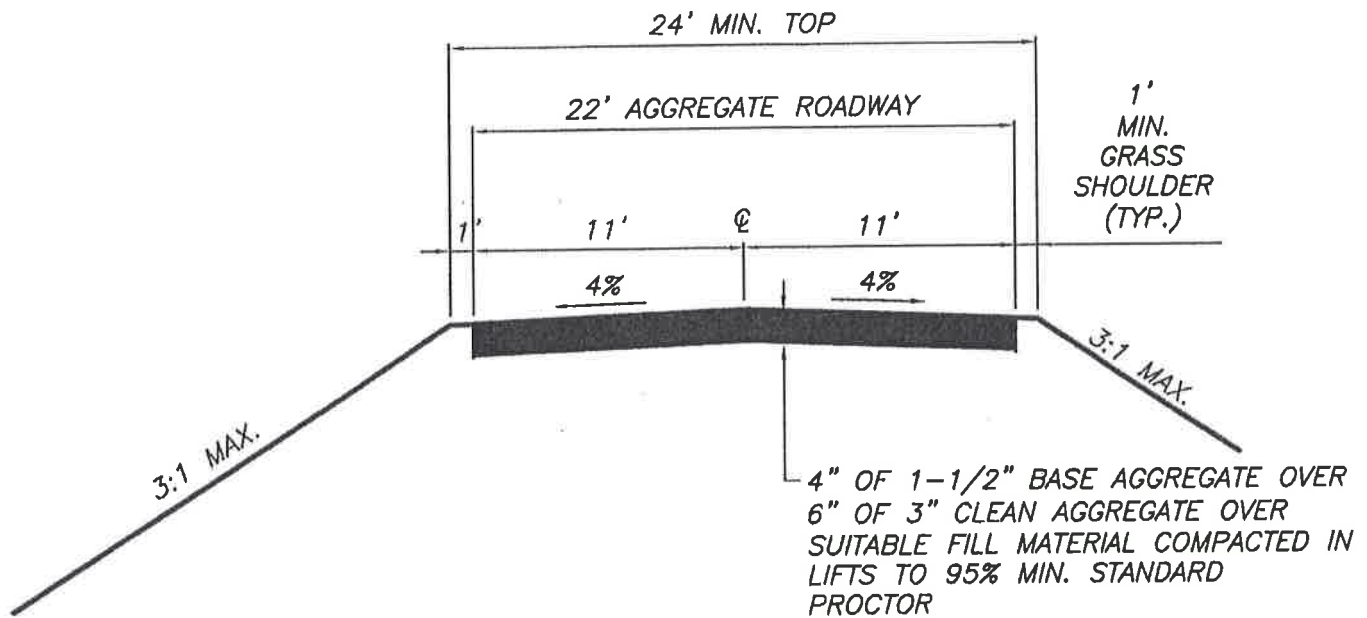 24' MIN. TOP
22' AGGREGATE ROADWAY
1'
MIN.
GRASS
SHOULDER
(TYP.)
1'
11'
℄
11'
4%
4%
3:1 MAX.
3:1 MAX.
4" OF 1-1/2" BASE AGGREGATE OVER
6" OF 3" CLEAN AGGREGATE OVER
SUITABLE FILL MATERIAL COMPACTED IN
LIFTS TO 95% MIN. STANDARD
PROCTOR